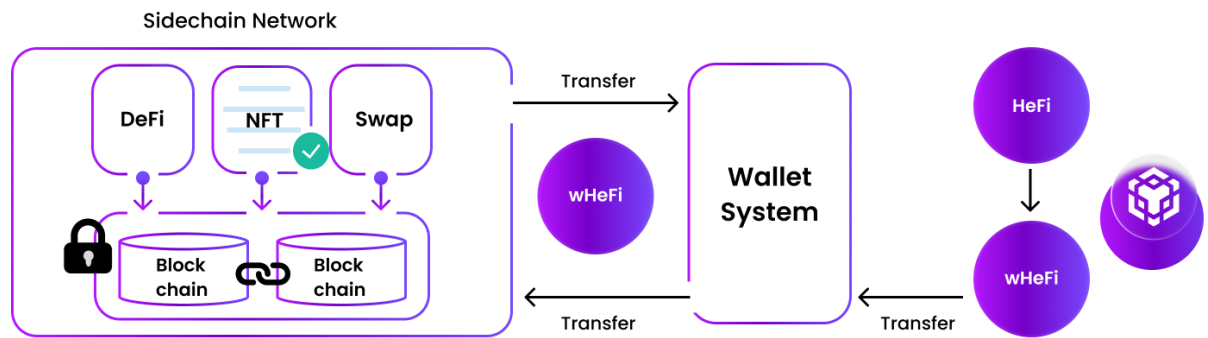 Sidechain Network
DeFi
NFT
Swap
Block
chain
Block
chain
Transfer
wHeFi
Transfer
Wallet
System
HeFi
wHeFi
Transfer